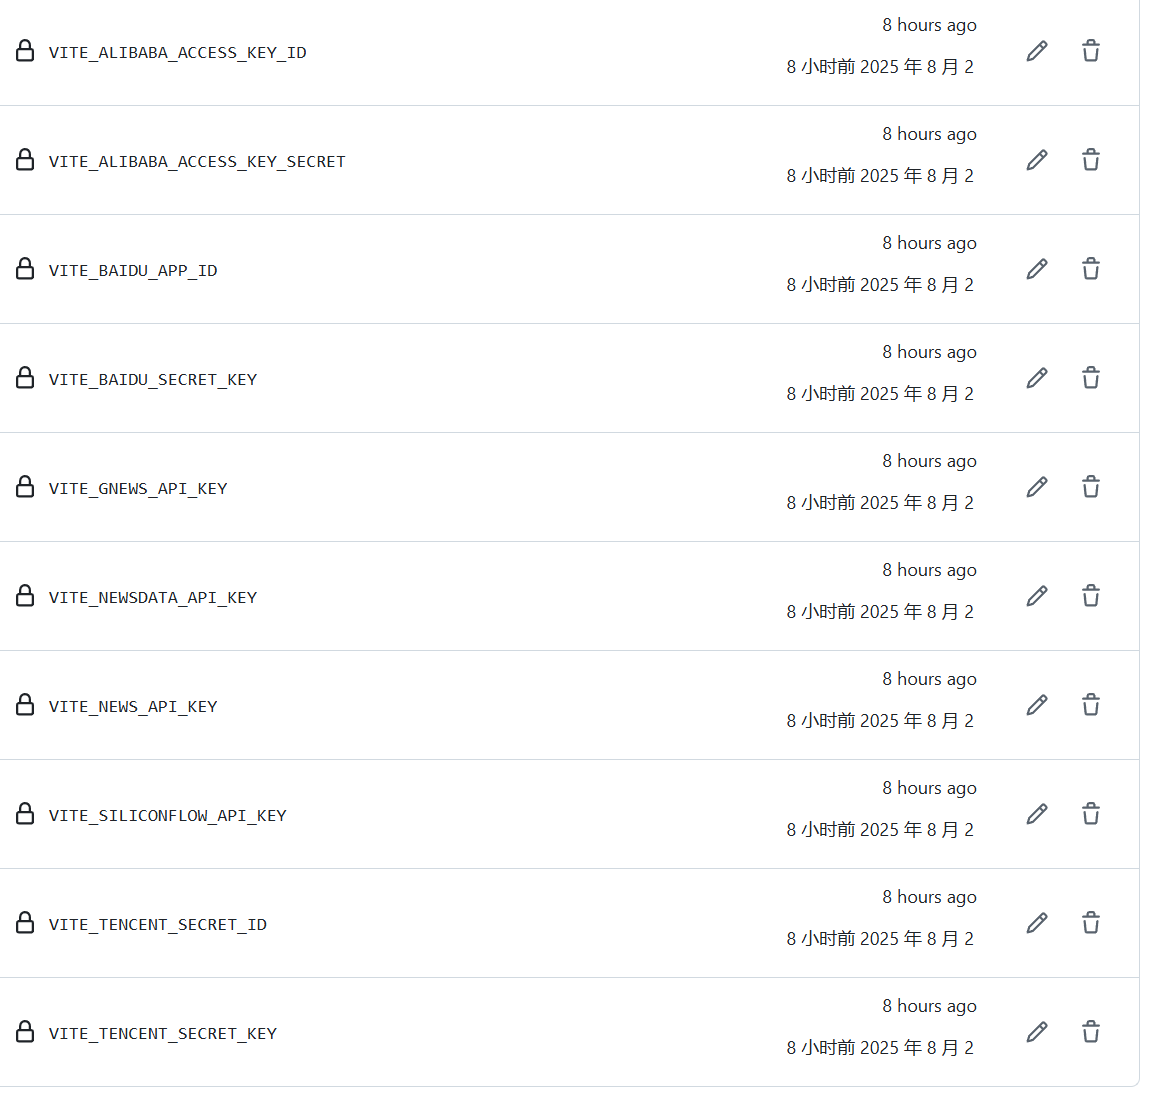 8 hours ago
VITE_ALIBABA_ACCESS_KEY_ID
8 小时前 2025 年 8 月 2
8 hours ago
VITE_ALIBABA_ACCESS_KEY_SECRET
8 小时前 2025 年 8 月 2
8 hours ago
VITE_BAIDU_APP_ID
8 小时前 2025 年 8 月 2
8 hours ago
VITE_BAIDU_SECRET_KEY
8 小时前 2025 年 8 月 2
8 hours ago
VITE_GNEWS_API_KEY
8 小时前 2025 年 8 月 2
8 hours ago
VITE_NEWSDATA_API_KEY
8 小时前 2025 年 8 月 2
8 hours ago
VITE_NEWS_API_KEY
8 小时前 2025 年 8 月 2
8 hours ago
VITE_SILICONFLOW_API_KEY
8 小时前 2025 年 8 月 2
8 hours ago
VITE_TENCENT_SECRET_ID
8 小时前 2025 年 8 月 2
8 hours ago
VITE_TENCENT_SECRET_KEY
8 小时前 2025 年 8 月 2